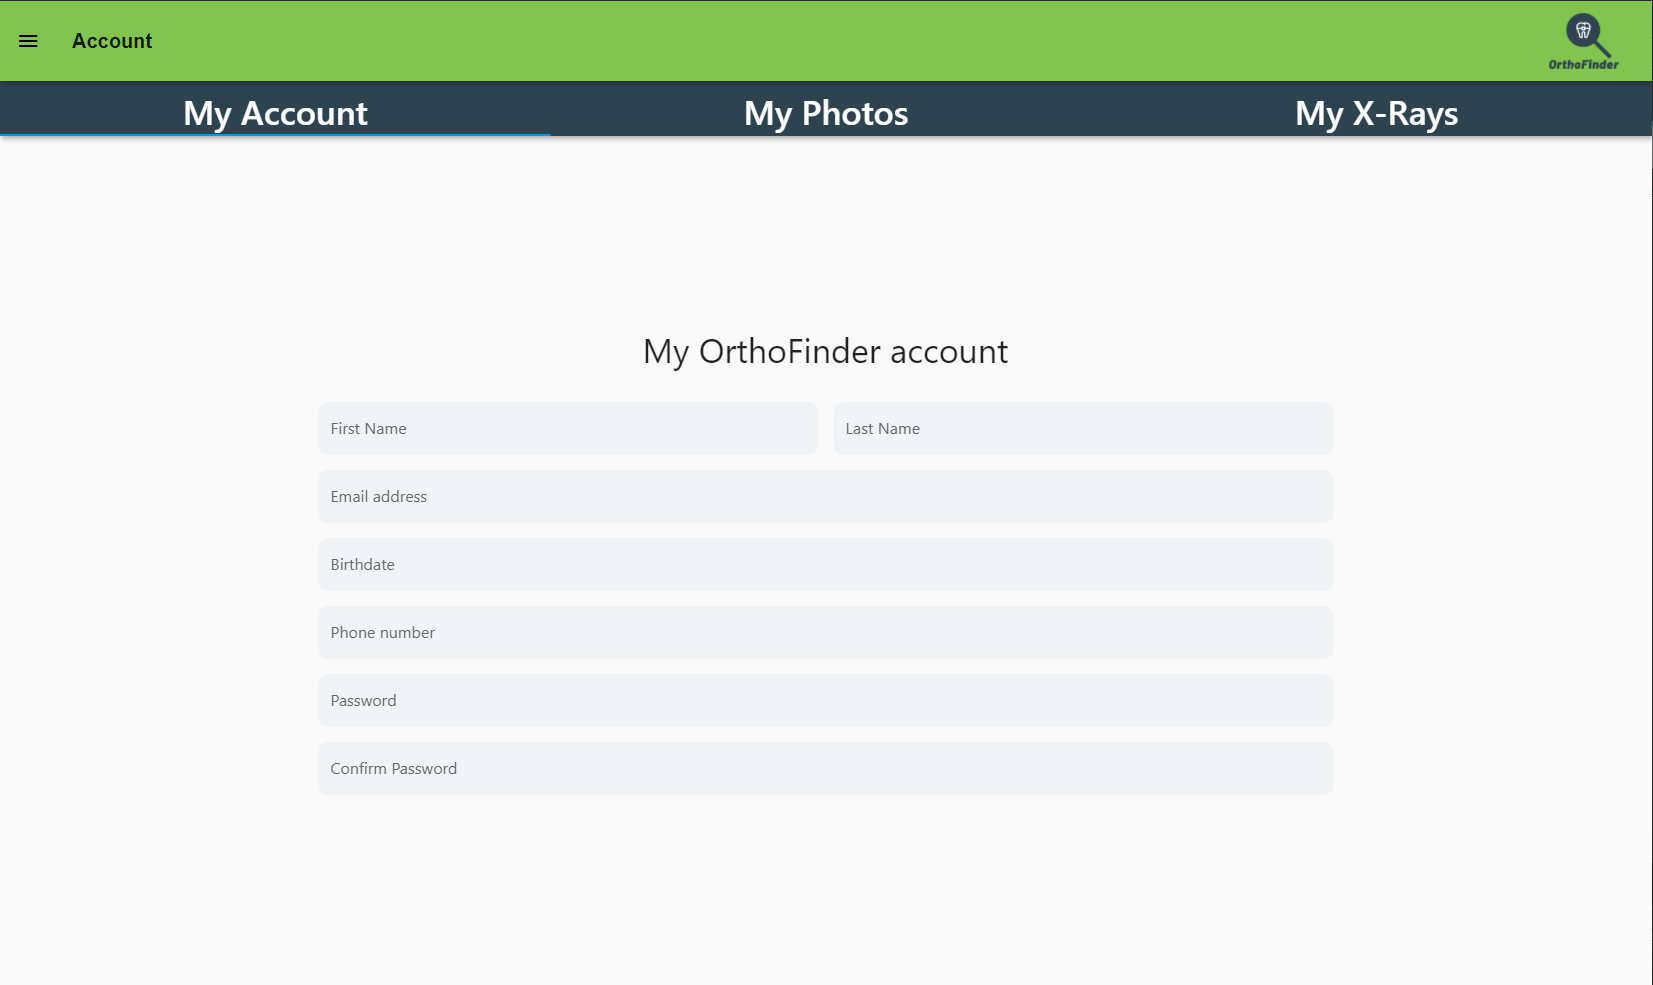 Account
OrthoFinder
My Account
My Photos
My X-Rays
My OrthoFinder account
First Name
Last Name
Email address
Birthdate
Phone number
Password
Confirm Password